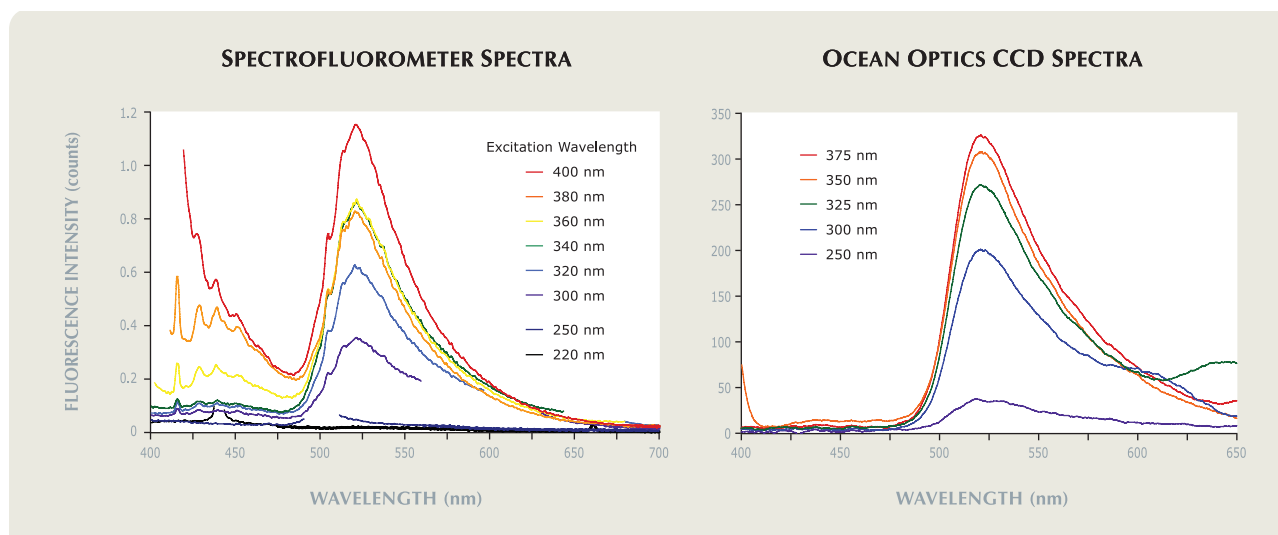 SPECTROFLUOROMETER SPECTRA
FLUORESCENCE INTENSITY (counts)
1.2
1.0
0.8
0.6
0.4
0.2
0
Excitation Wavelength
400 nm
380 nm
360 nm
340 nm
320 nm
300 nm
250 nm
220 nm
400 450 500 550 600 650 700
WAVELENGTH (nm)
OCEAN OPTICS CCD SPECTRA
350
300
250
200
150
100
50
0
375 nm
350 nm
325 nm
300 nm
250 nm
400 450 500 550 600 650
WAVELENGTH (nm)